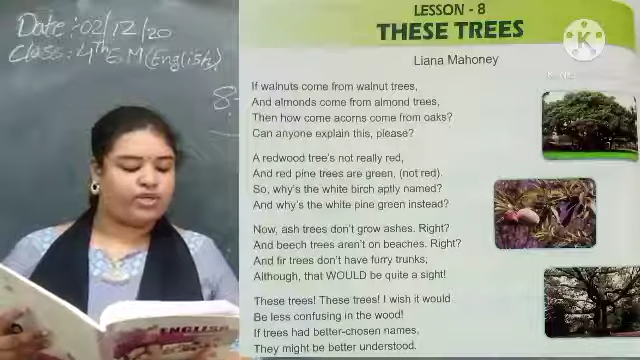 Date :- 02/12/20
Class :- 4th E M (English)
8-
ENGLISH
LESSON - 8
THESE TREES
Liana Mahoney
If walnuts come from walnut trees,
And almonds come from almond trees,
Then how come acorns come from oaks?
Can anyone explain this, please?
A redwood tree's not really red,
And red pine trees are green, (not red).
So, why's the white birch aptly named?
And why's the white pine green instead?
Now, ash trees don't grow ashes. Right?
And beech trees aren't on beaches. Right?
And fir trees don't have furry trunks,
Although, that WOULD be quite a sight!
These trees! These trees! I wish it would
Be less confusing in the wood!
If trees had better-chosen names,
They might be better understood.